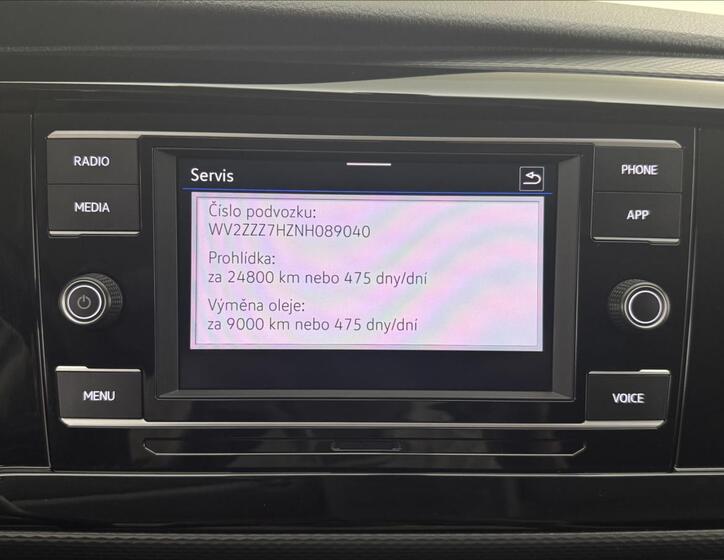 RADIO
MEDIA
MENU
Servis
Číslo podvozku:
WV2ZZZ7HZNH089040
Prohlídka:
za 24800 km nebo 475 dny/dní
Výměna oleje:
za 9000 km nebo 475 dny/dní
PHONE
APP
VOICE